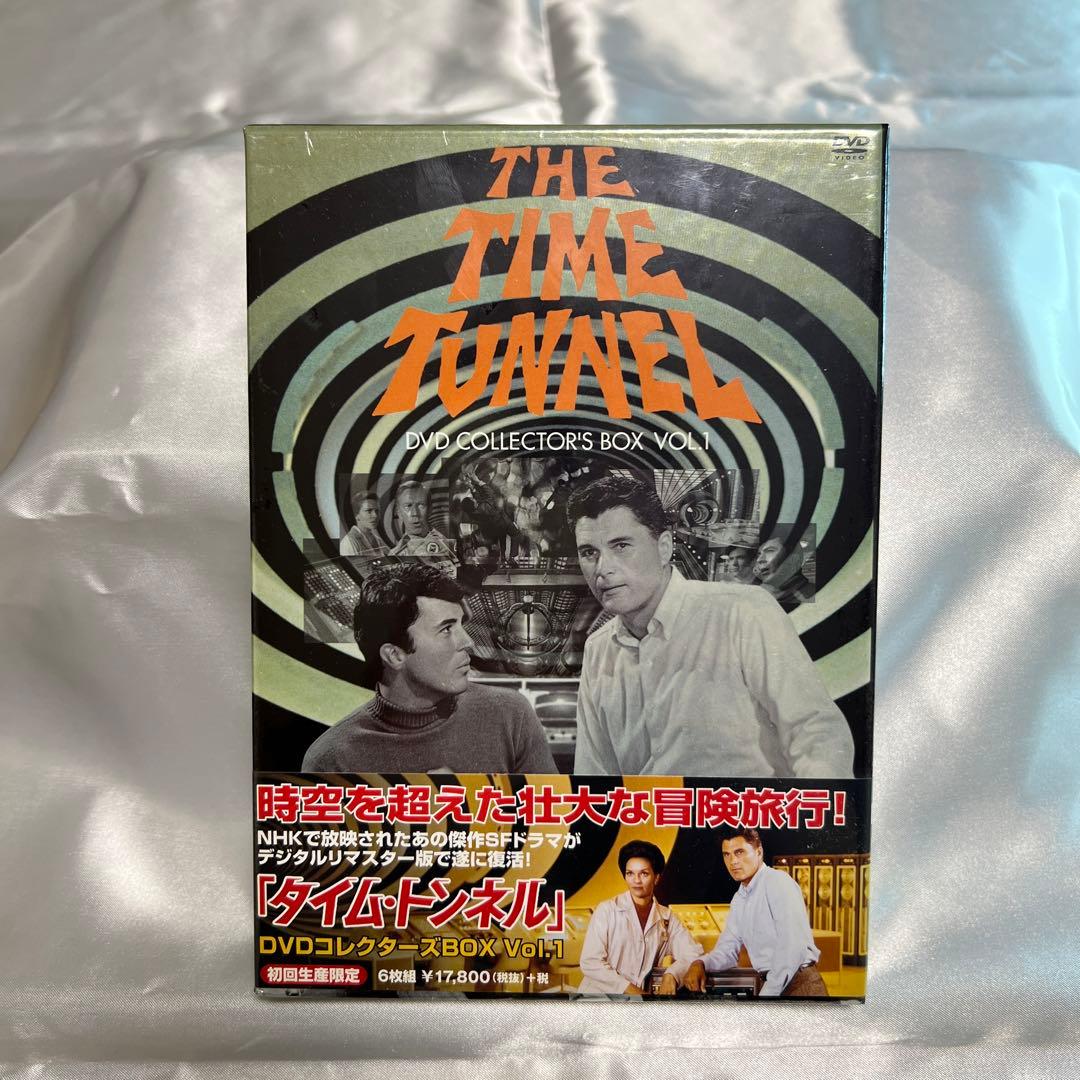 DVD
VIDEO
THE
TIME
TUNNEL
DVD COLLECTOR'S BOX VOL.1
時空を超えた壮大な冒険旅行!
NHKで放映されたあの傑作SFドラマが
デジタルリマスター版で遂に復活!
「タイム・トンネル」
DVDコレクターズBOX Vol.1
初回生産限定 6枚組 ¥17,800(税抜)+税